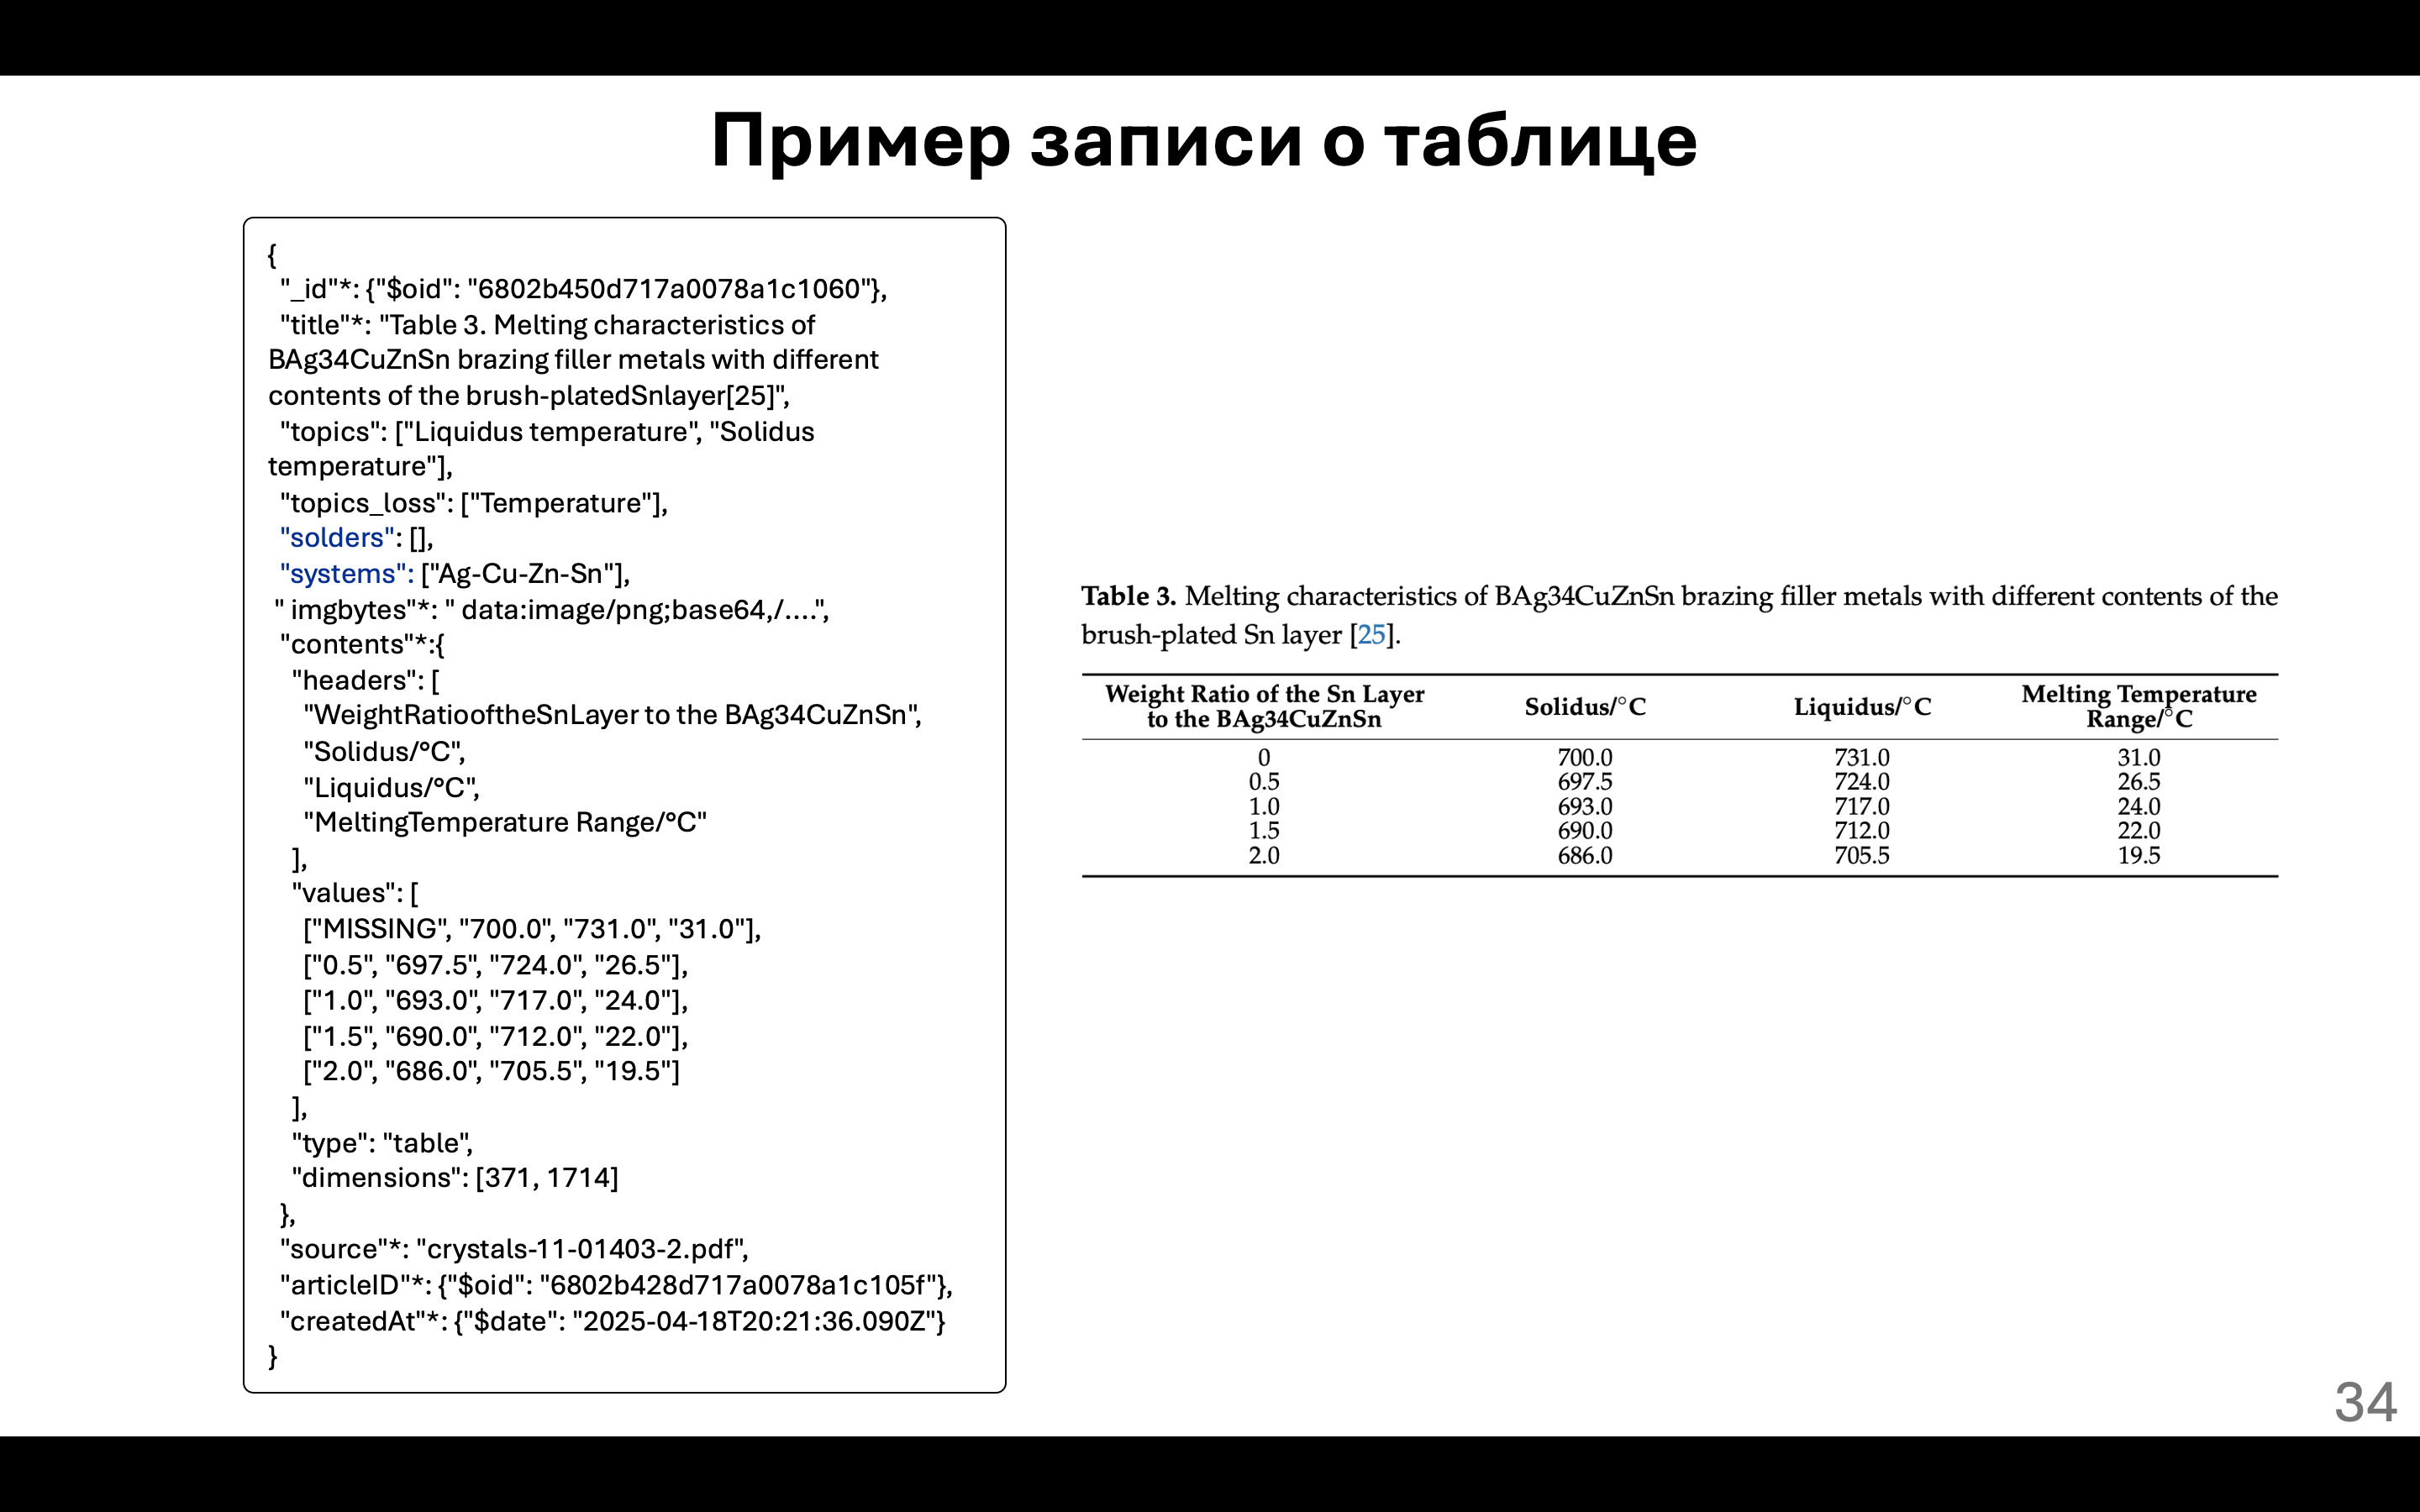 Пример записи о таблице
{
"_id"*: {"$oid": "6802b450d717a0078a1c1060"},
"title"*: "Table 3. Melting characteristics of
BAg34CuZnSn brazing filler metals with different
contents of the brush-platedSnlayer[25]",
"topics": ["Liquidus temperature", "Solidus
temperature"],
"topics_loss": ["Temperature"],
"solders": [],
"systems": ["Ag-Cu-Zn-Sn"],
" imgbytes"*: " data:image/png;base64,/....",
"contents"*:{
"headers": [
"WeightRatiooftheSnLayer to the BAg34CuZnSn",
"Solidus/°C",
"Liquidus/°C",
"MeltingTemperature Range/°C"
],
"values": [
["MISSING", "700.0", "731.0", "31.0"],
["0.5", "697.5", "724.0", "26.5"],
["1.0", "693.0", "717.0", "24.0"],
["1.5", "690.0", "712.0", "22.0"],
["2.0", "686.0", "705.5", "19.5"]
],
"type": "table",
"dimensions": [371, 1714]
},
"source"*: "crystals-11-01403-2.pdf",
"articleID"*: {"$oid": "6802b428d717a0078a1c105f"},
"createdAt"*: {"$date": "2025-04-18T20:21:36.090Z"}
}
Table 3. Melting characteristics of BAg34CuZnSn brazing filler metals with different contents of the
brush-plated Sn layer [25].
Weight Ratio of the Sn Layer
to the BAg34CuZnSn
Solidus/°C
Liquidus/°C
Melting Temperature
Range/°C
0 700.0 731.0 31.0
0.5 697.5 724.0 26.5
1.0 693.0 717.0 24.0
1.5 690.0 712.0 22.0
2.0 686.0 705.5 19.5
34